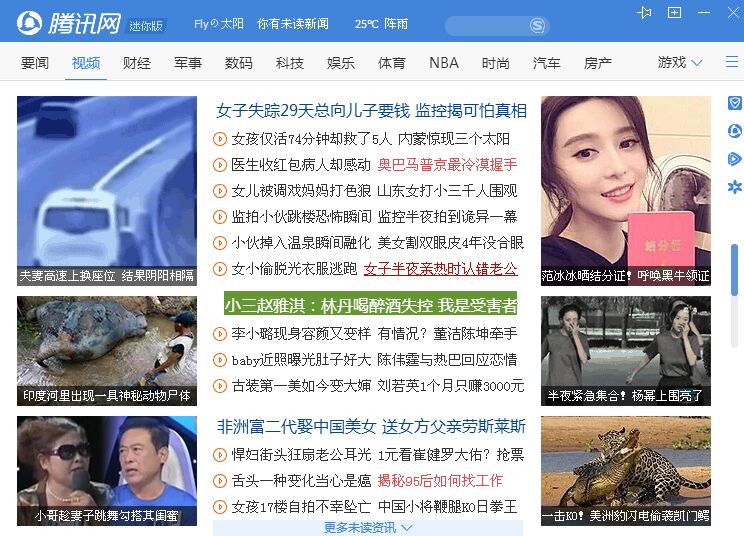 腾讯网 迷你版 Flyの太阳 你有未读新闻 25℃ 阵雨
要闻 视频 财经 军事 数码 科技 娱乐 体育 NBA 时尚 汽车 房产 游戏
夫妻高速上换座位 结果阴阳相隔
印度河里出现一具神秘动物尸体
小哥趁妻子跳舞勾搭其闺蜜
女子失踪29天总向儿子要钱 监控揭可怕真相
女孩仅活74分钟却救了5人 内蒙惊现三个太阳
医生收红包病人却感动 奥巴马普京最冷漠握手
女儿被调戏妈妈打色狼 山东女打小三千人围观
监拍小伙跳楼恐怖瞬间 监控半夜拍到诡异一幕
小伙掉入温泉瞬间融化 美女割双眼皮4年没合眼
女小偷脱光衣服逃跑 女子半夜亲热时认错老公
小三赵雅淇：林丹喝醉酒失控 我是受害者
李小璐现身容颜又变样 有情况？董洁陈坤牵手
baby近照曝光肚子好大 陈伟霆与热巴回应恋情
古装第一美如今变大婶 刘若英1个月只赚3000元
非洲富二代娶中国美女 送女方父亲劳斯莱斯
悍妇街头狂扇老公耳光 1元看崔健罗大佑？抢票
舌头一种变化当心是癌 揭秘95后如何找工作
女孩17楼自拍不幸坠亡 中国小将鞭腿KO日拳王
更多未读资讯
结分证
范冰冰晒结分证！呼唤黑牛领证
半夜紧急集合！杨幂上围亮了
一击KO！美洲豹闪电偷袭凯门鳄